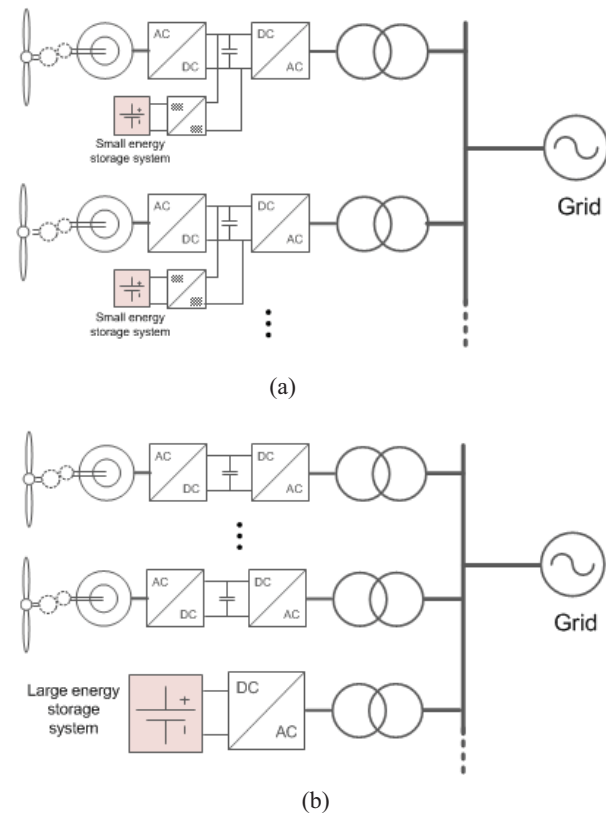 AC
DC
DC
AC
Small energy
storage system
Grid
AC
DC
DC
AC
Small energy
storage system
(a)
AC
DC
DC
AC
AC
DC
DC
AC
Grid
Large energy
storage
system
DC
AC
(b)